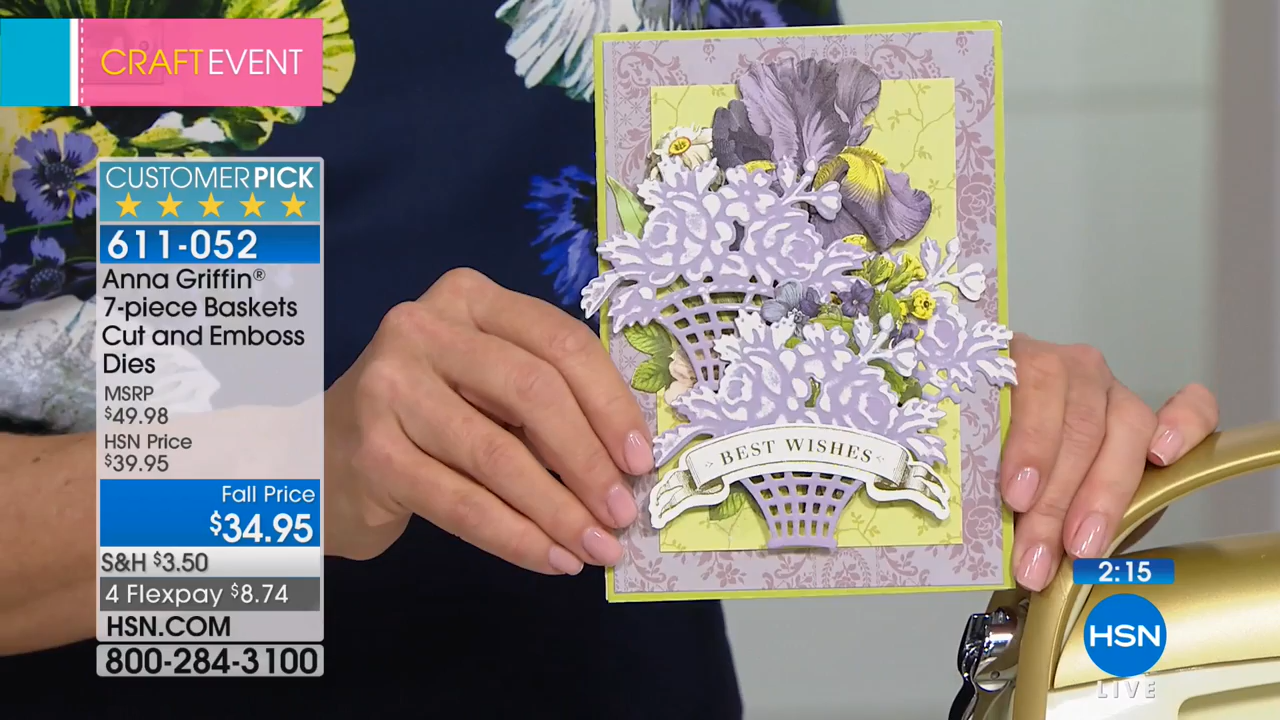 CRAFT EVENT
CUSTOMER PICK
611-052
Anna Griffin®
7-piece Baskets
Cut and Emboss
Dies
MSRP
$49.98
HSN Price
$39.95
Fall Price
$34.95
S&H $3.50
4 Flexpay $8.74
HSN.COM
800-284-3100
BEST WISHES
2:15
HSN
LIVE